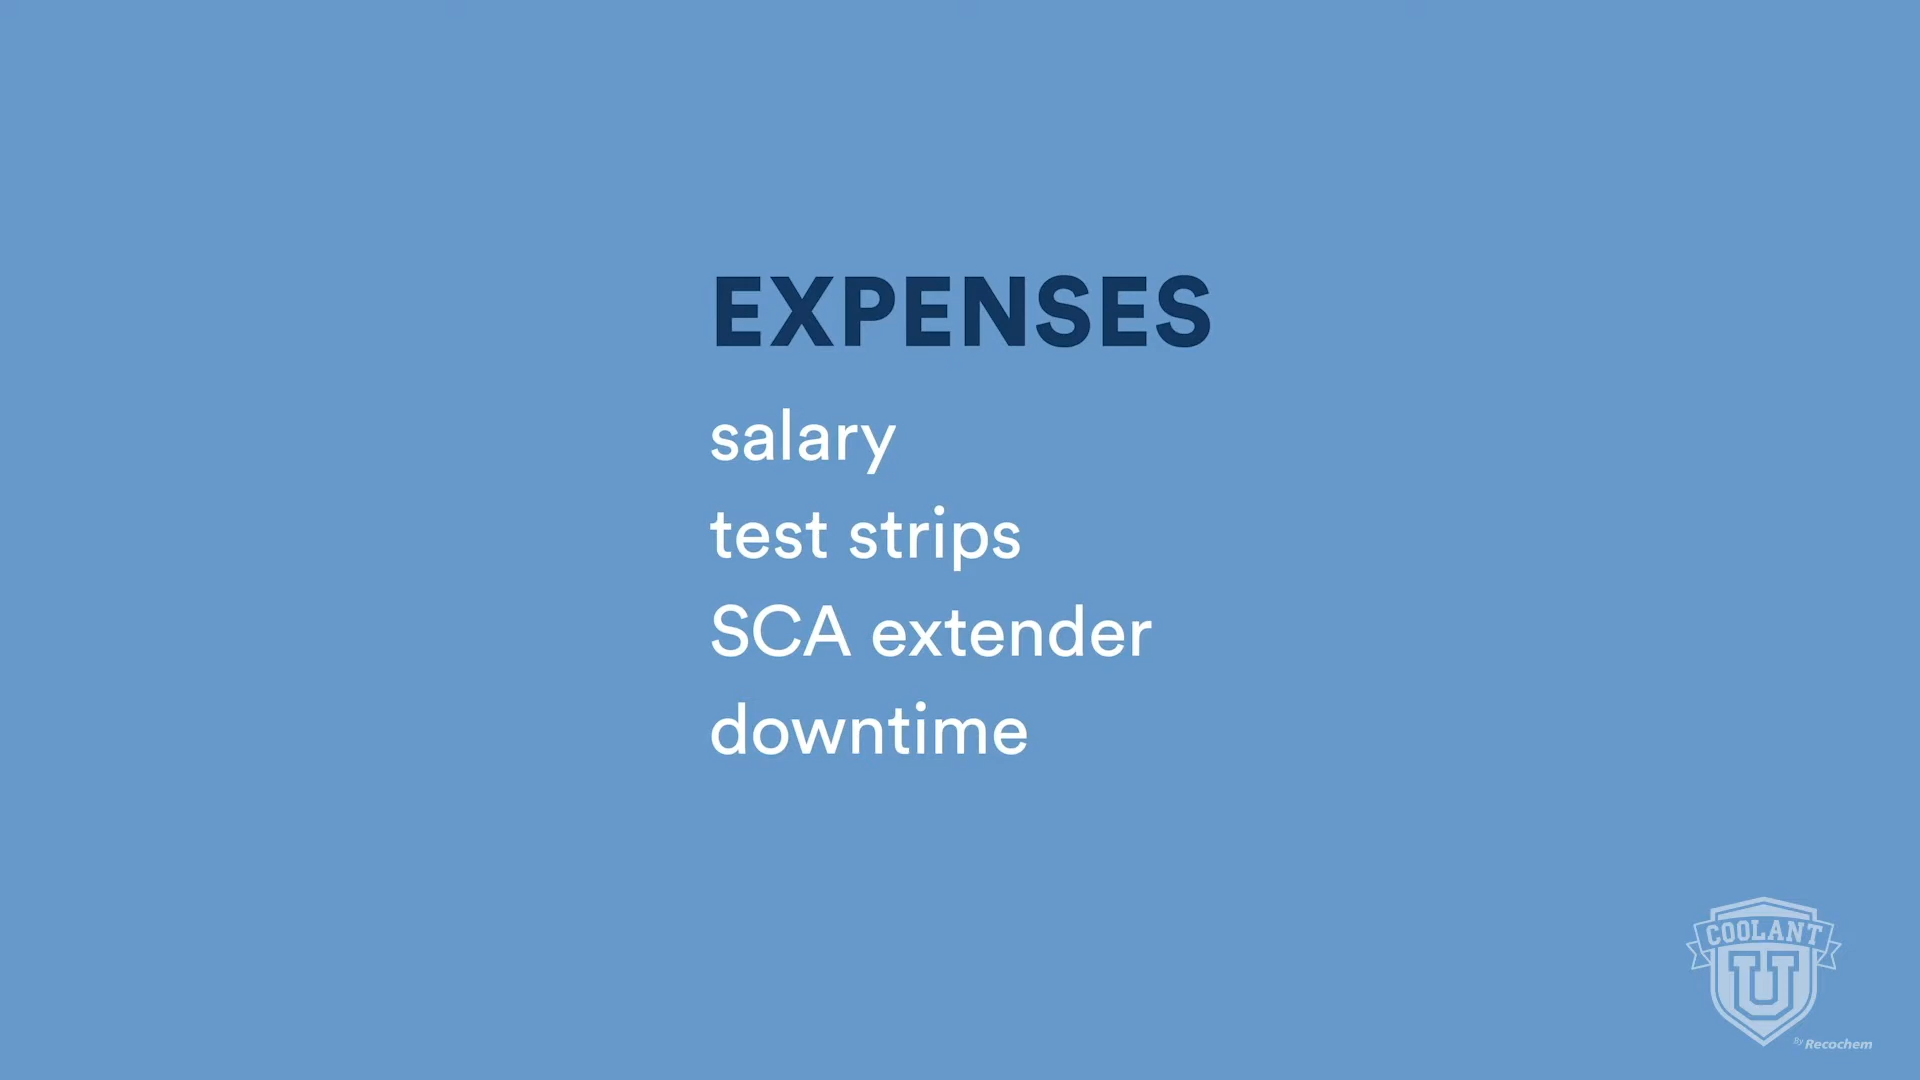 EXPENSES
salary
test strips
SCA extender
downtime
COOLANT
U
By Recochem